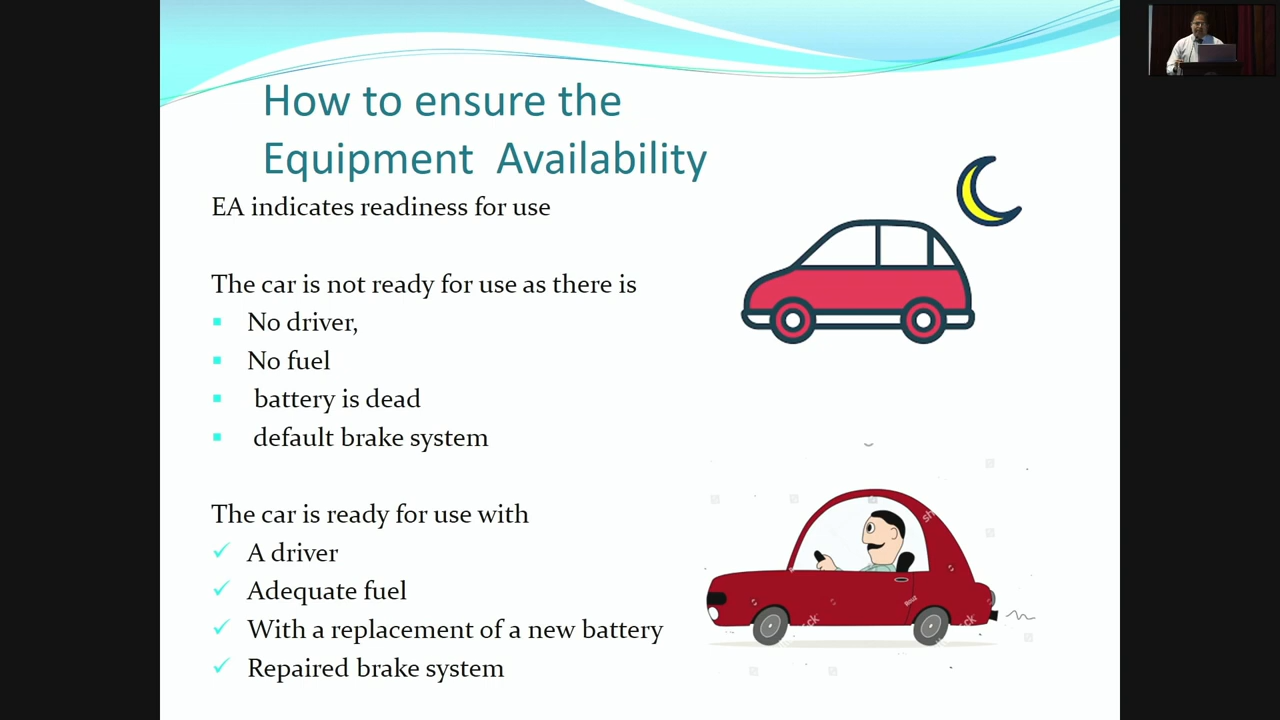 How to ensure the
Equipment Availability
EA indicates readiness for use
The car is not ready for use as there is
No driver,
No fuel
battery is dead
default brake system
The car is ready for use with
A driver
Adequate fuel
With a replacement of a new battery
Repaired brake system